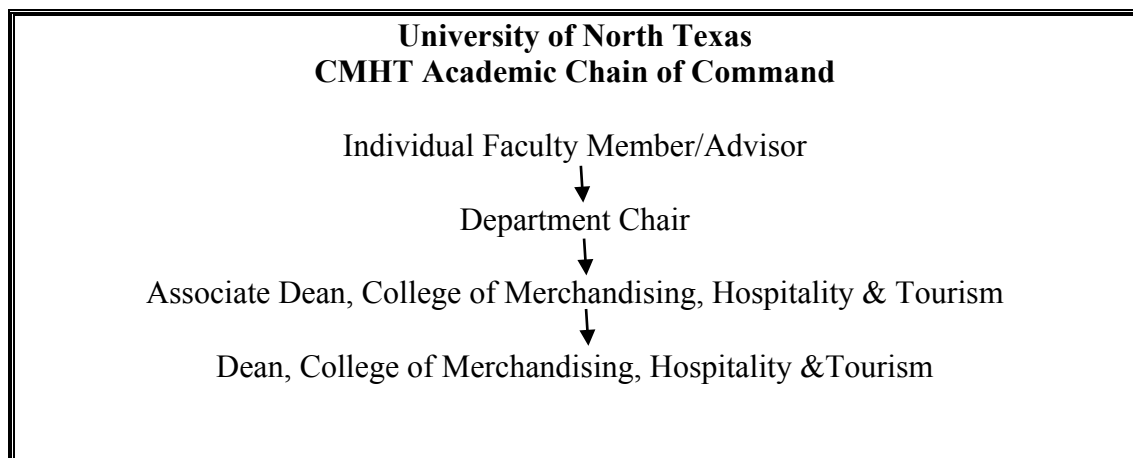 University of North Texas
CMHT Academic Chain of Command
Individual Faculty Member/Advisor
Department Chair
Associate Dean, College of Merchandising, Hospitality & Tourism
Dean, College of Merchandising, Hospitality &Tourism